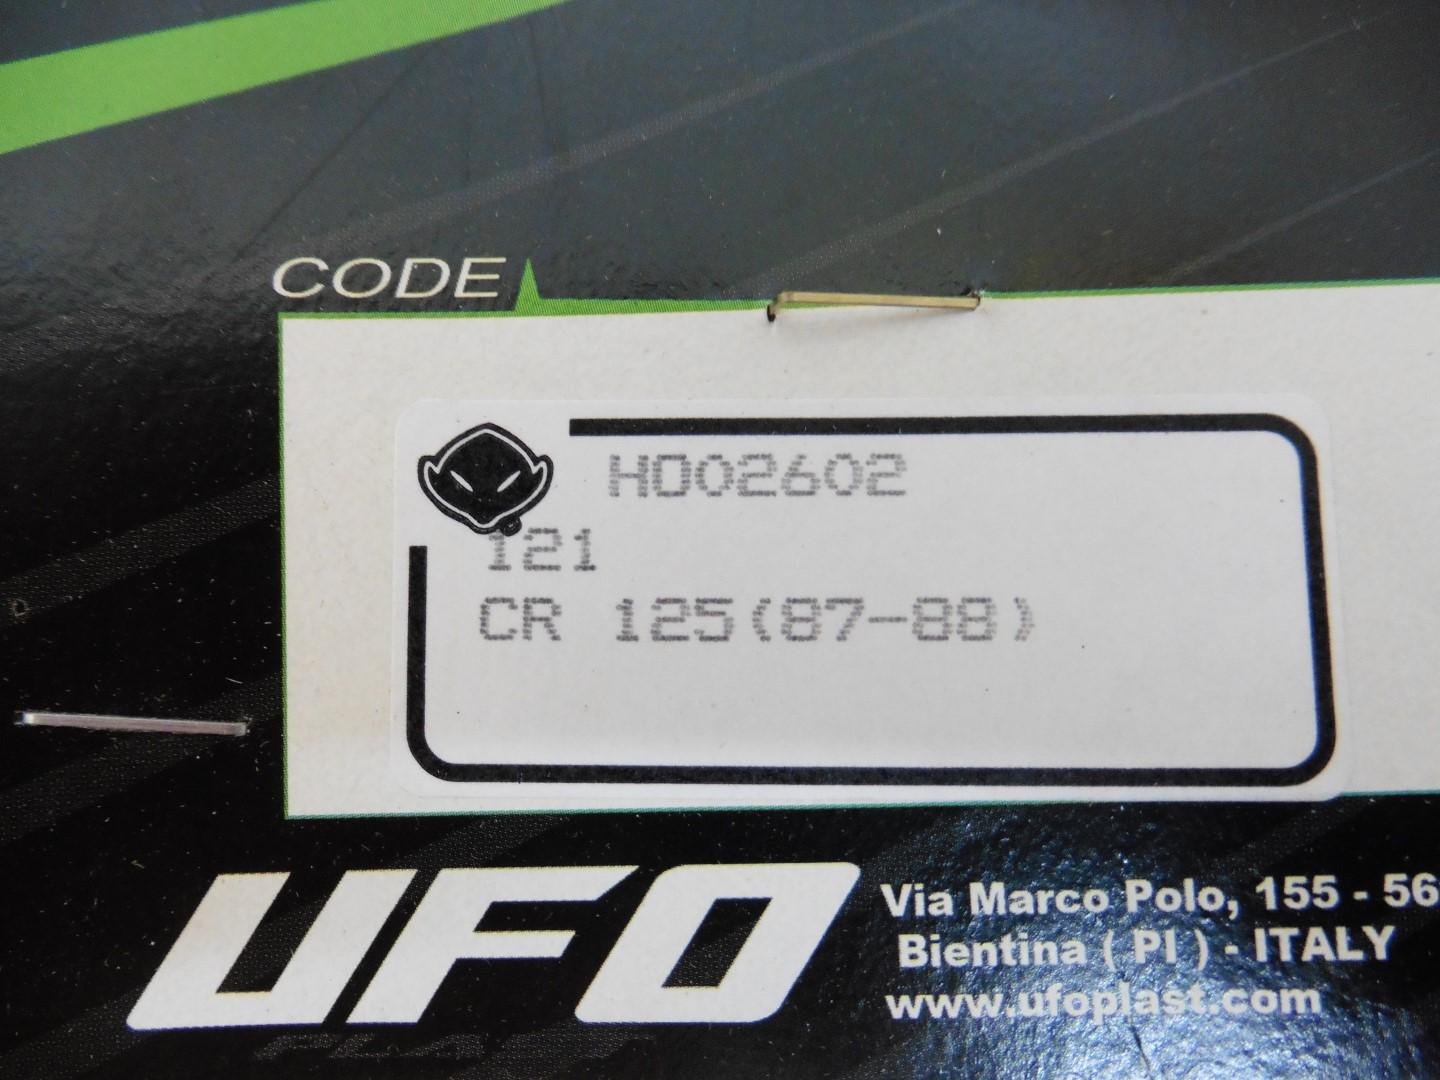 CODE
HO02602
121
CR 125(87-88)
UFO
Via Marco Polo, 155 - 56
Bientina ( PI ) - ITALY
www.ufoplast.com